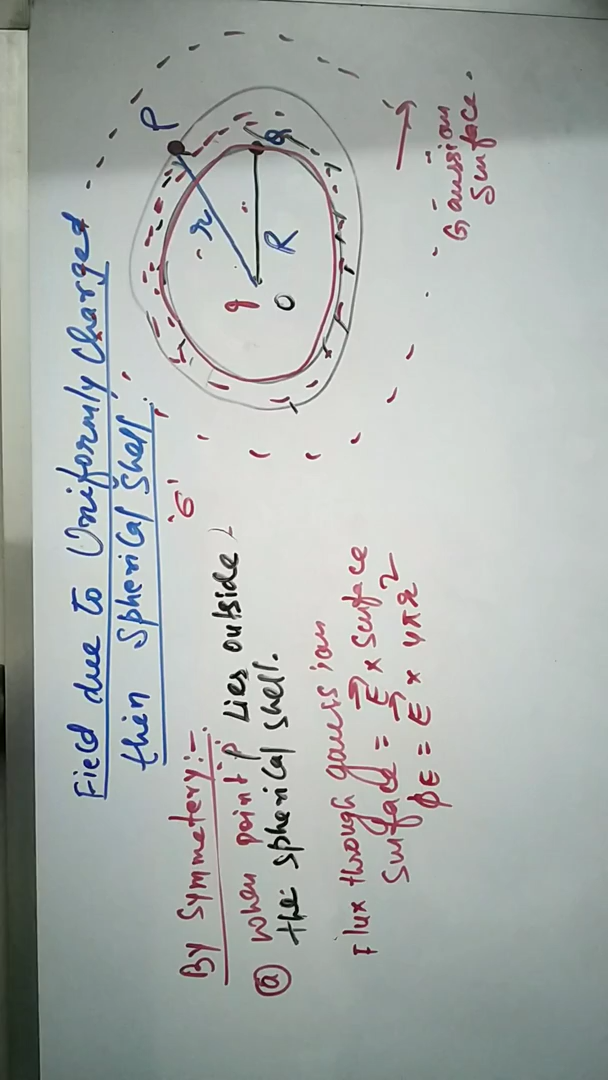 Field due to Uniformly Charged
thin Spherical Shell.
By Symmetery:-
(a) when point P Lies outside
the spherical shell.
Flux through gaussian
Surface = E⃗ x surface
ϕE = E⃗ x 4πr²
'G'
P
r
R
q
O
Gaussian
Surface.